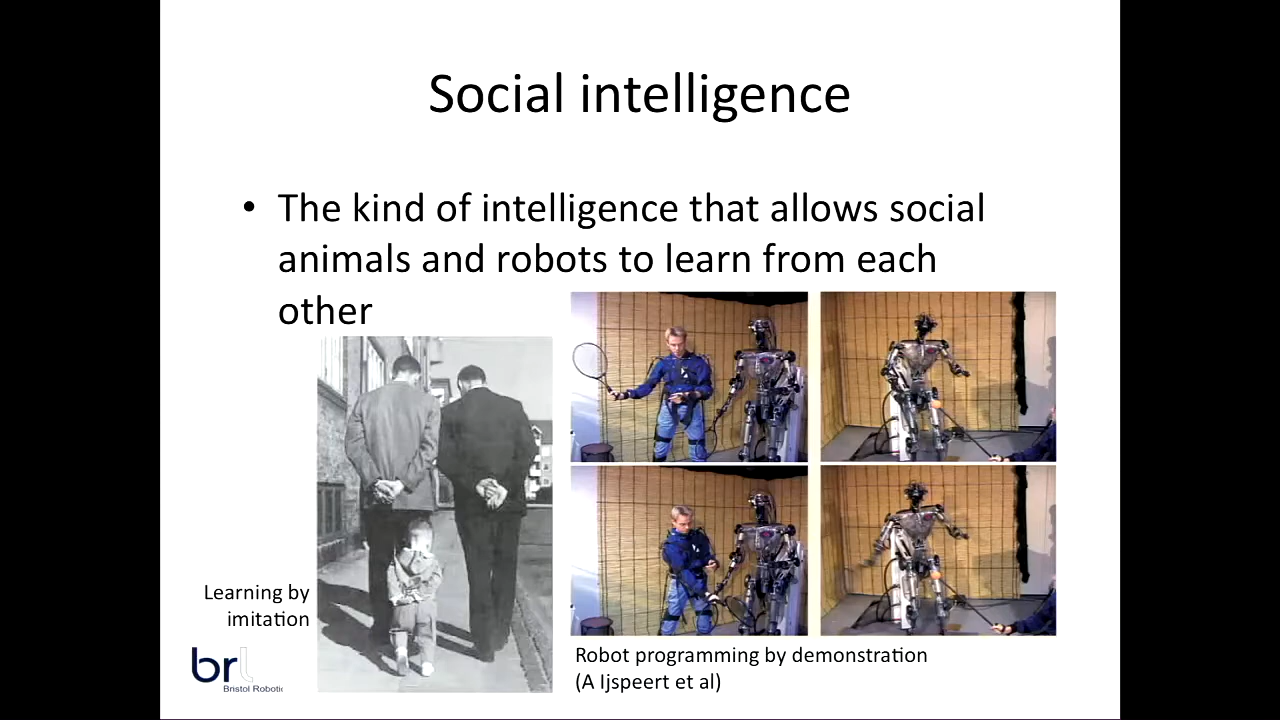 Social intelligence
• The kind of intelligence that allows social
animals and robots to learn from each
other
Learning by
imitation
brl
Bristol Robotic
Robot programming by demonstration
(A Ijspeert et al)